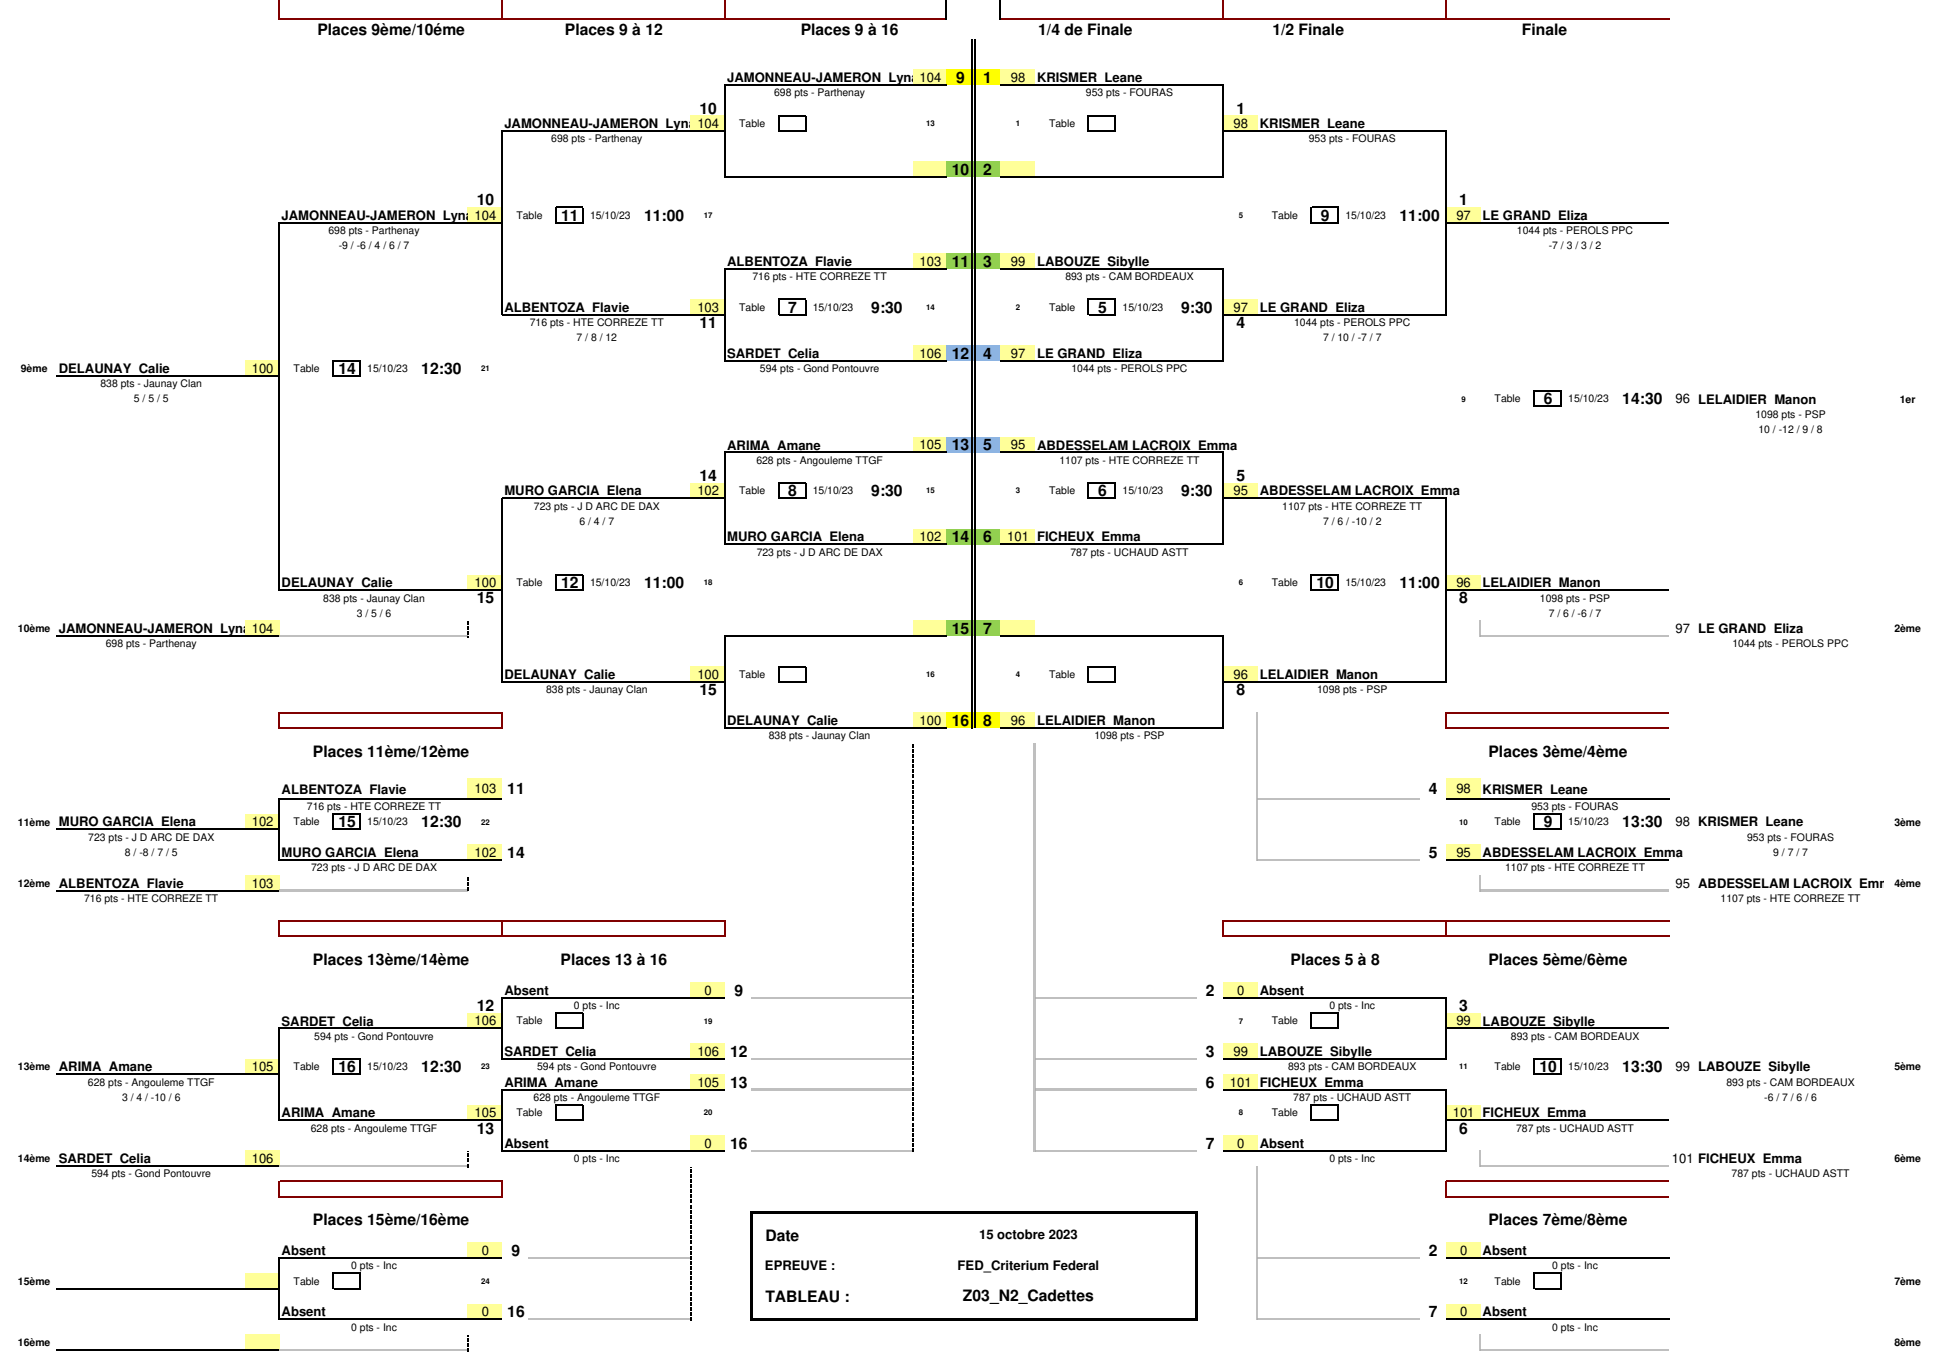 Places 9ème/10éme Places 9 à 12 Places 9 à 16 1/4 de Finale 1/2 Finale Finale
JAMONNEAU-JAMERON Lyn 104 9 1 98 KRISMER Leane
698 pts - Parthenay 953 pts - FOURAS
10 1
JAMONNEAU-JAMERON Lyn 104 Table 13 1 Table 98 KRISMER Leane
698 pts - Parthenay 953 pts - FOURAS
10 2
10 1
JAMONNEAU-JAMERON Lyn 104 Table 11 15/10/23 11:00 17 5 Table 9 15/10/23 11:00 97 LE GRAND Eliza
698 pts - Parthenay 1044 pts - PEROLS PPC
-9 / -6 / 4 / 6 / 7 -7 / 3 / 3 / 2
ALBENTOZA Flavie 103 11 3 99 LABOUZE Sibylle
716 pts - HTE CORREZE TT 893 pts - CAM BORDEAUX
ALBENTOZA Flavie 103 Table 7 15/10/23 9:30 14 2 Table 5 15/10/23 9:30 97 LE GRAND Eliza
716 pts - HTE CORREZE TT 11 4 1044 pts - PEROLS PPC
7 / 8 / 12 7 / 10 / -7 / 7
SARDET Celia 106 12 4 97 LE GRAND Eliza
594 pts - Gond Pontouvre 1044 pts - PEROLS PPC
9ème DELAUNAY Calie 100 Table 14 15/10/23 12:30 21
838 pts - Jaunay Clan
5 / 5 / 5
9 Table 6 15/10/23 14:30 96 LELAIDIER Manon 1er
1098 pts - PSP
10 / -12 / 9 / 8
ARIMA Amane 105 13 5 95 ABDESSELAM LACROIX Emma
628 pts - Angouleme TTGF 1107 pts - HTE CORREZE TT
14 5
MURO GARCIA Elena 102 Table 8 15/10/23 9:30 15 3 Table 6 15/10/23 9:30 95 ABDESSELAM LACROIX Emma
723 pts - J D ARC DE DAX 1107 pts - HTE CORREZE TT
6 / 4 / 7 7 / 6 / -10 / 2
MURO GARCIA Elena 102 14 6 101 FICHEUX Emma
723 pts - J D ARC DE DAX 787 pts - UCHAUD ASTT
DELAUNAY Calie 100 Table 12 15/10/23 11:00 18 6 Table 10 15/10/23 11:00 96 LELAIDIER Manon
838 pts - Jaunay Clan 15 8 1098 pts - PSP
3 / 5 / 6 7 / 6 / -6 / 7
10ème JAMONNEAU-JAMERON Lyn 104 15 7 97 LE GRAND Eliza 2ème
698 pts - Parthenay 1044 pts - PEROLS PPC
DELAUNAY Calie 100 Table 16 4 Table 96 LELAIDIER Manon
838 pts - Jaunay Clan 15 8 1098 pts - PSP
DELAUNAY Calie 100 16 8 96 LELAIDIER Manon
838 pts - Jaunay Clan 1098 pts - PSP
Places 11ème/12ème Places 3ème/4ème
ALBENTOZA Flavie 103 11 4 98 KRISMER Leane
716 pts - HTE CORREZE TT 953 pts - FOURAS
11ème MURO GARCIA Elena 102 Table 15 15/10/23 12:30 22 10 Table 9 15/10/23 13:30 98 KRISMER Leane 3ème
723 pts - J D ARC DE DAX 953 pts - FOURAS
8 / -8 / 7 / 5 MURO GARCIA Elena 102 14 5 95 ABDESSELAM LACROIX Emma 9 / 7 / 7
723 pts - J D ARC DE DAX 1107 pts - HTE CORREZE TT
12ème ALBENTOZA Flavie 103 95 ABDESSELAM LACROIX Emr 4ème
716 pts - HTE CORREZE TT 1107 pts - HTE CORREZE TT
Places 13ème/14ème Places 13 à 16 Places 5 à 8 Places 5ème/6ème
Absent 0 9 2 0 Absent
0 pts - Inc 0 pts - Inc
12 3
SARDET Celia 106 Table 19 7 Table 99 LABOUZE Sibylle
594 pts - Gond Pontouvre 893 pts - CAM BORDEAUX
SARDET Celia 106 12 3 99 LABOUZE Sibylle
594 pts - Gond Pontouvre 893 pts - CAM BORDEAUX
13ème ARIMA Amane 105 Table 16 15/10/23 12:30 23 11 Table 10 15/10/23 13:30 99 LABOUZE Sibylle 5ème
628 pts - Angouleme TTGF ARIMA Amane 105 13 6 101 FICHEUX Emma 893 pts - CAM BORDEAUX
3 / 4 / -10 / 6 628 pts - Angouleme TTGF 787 pts - UCHAUD ASTT -6 / 7 / 6 / 6
ARIMA Amane 105 Table 20 8 Table 101 FICHEUX Emma
628 pts - Angouleme TTGF 13 6 787 pts - UCHAUD ASTT
Absent 0 16 7 0 Absent
0 pts - Inc 0 pts - Inc
14ème SARDET Celia 106 101 FICHEUX Emma 6ème
594 pts - Gond Pontouvre 787 pts - UCHAUD ASTT
Places 15ème/16ème Places 7ème/8ème
Date 15 octobre 2023
Absent 0 9 2 0 Absent
0 pts - Inc 0 pts - Inc
EPREUVE : FED_Criterium Federal
15ème Table 24 12 Table 7ème
TABLEAU : Z03_N2_Cadettes
Absent 0 16 7 0 Absent
0 pts - Inc 0 pts - Inc
16ème 8ème